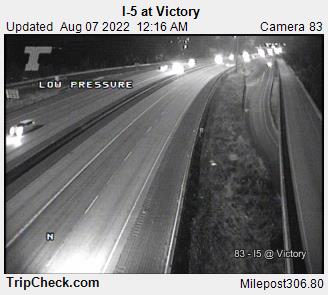 I-5 at Victory
Updated Aug 07 2022 12:16 AM Camera 83
T
LOW PRESSURE
N
83 - I5 @ Victory
TripCheck.com Milepost306.80